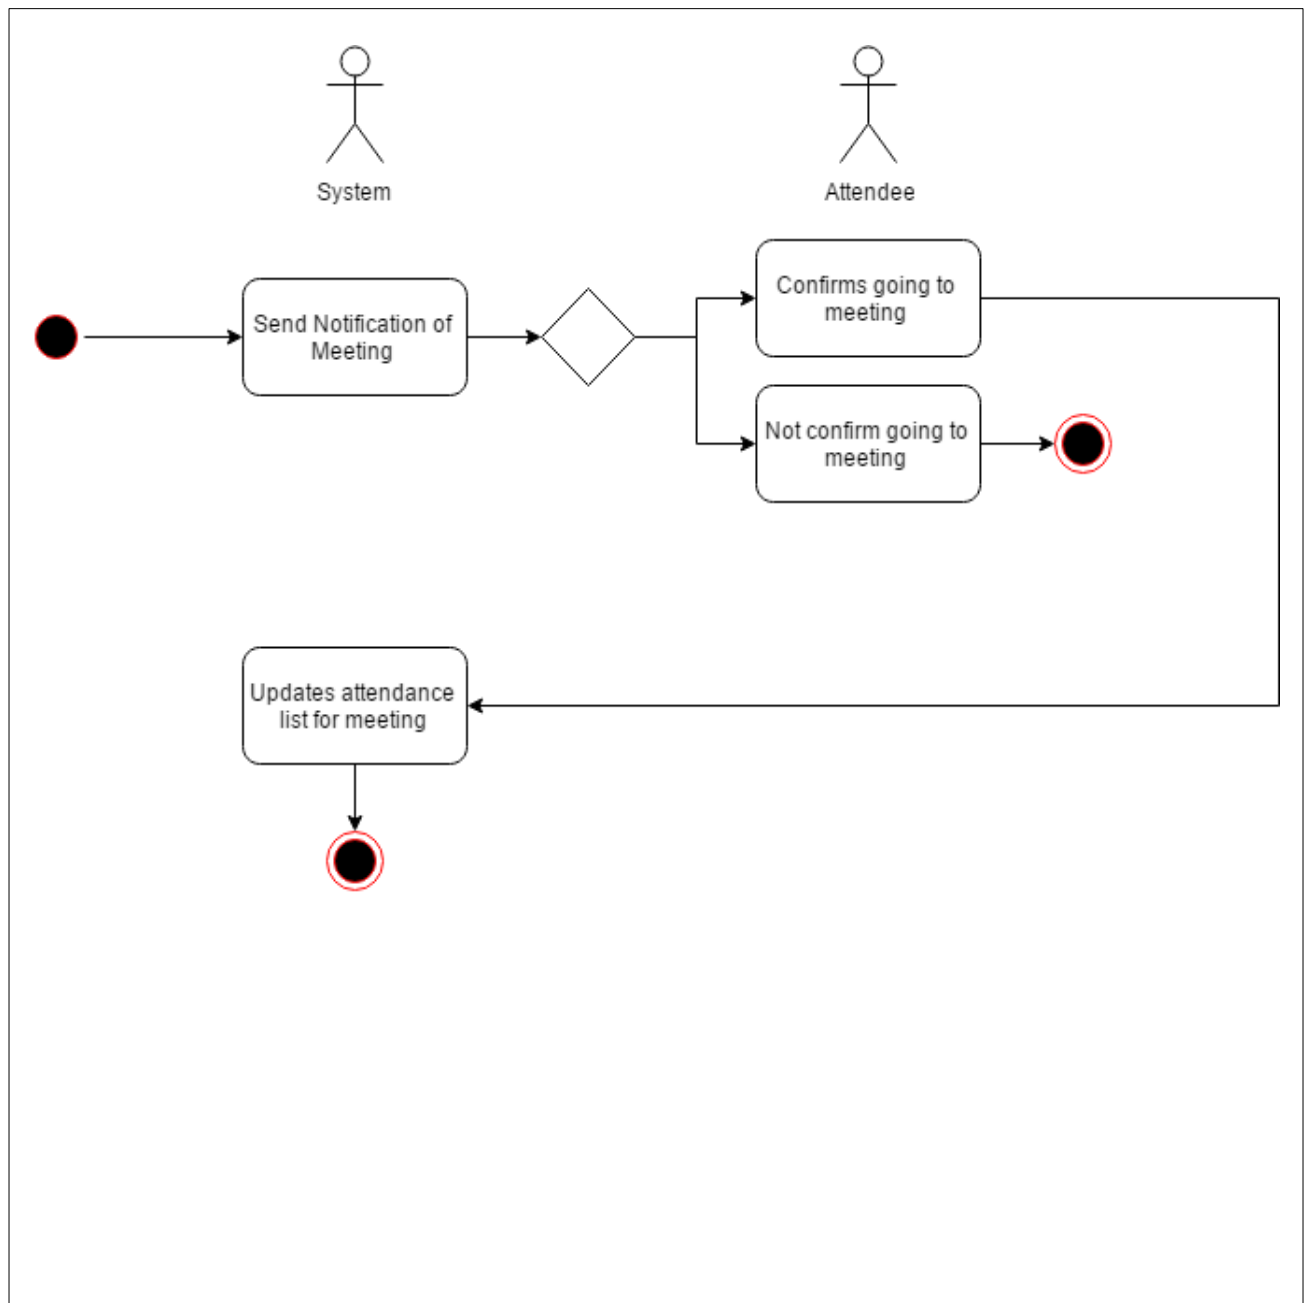 System
Attendee
Send Notification of
Meeting
Confirms going to
meeting
Not confirm going to
meeting
Updates attendance
list for meeting